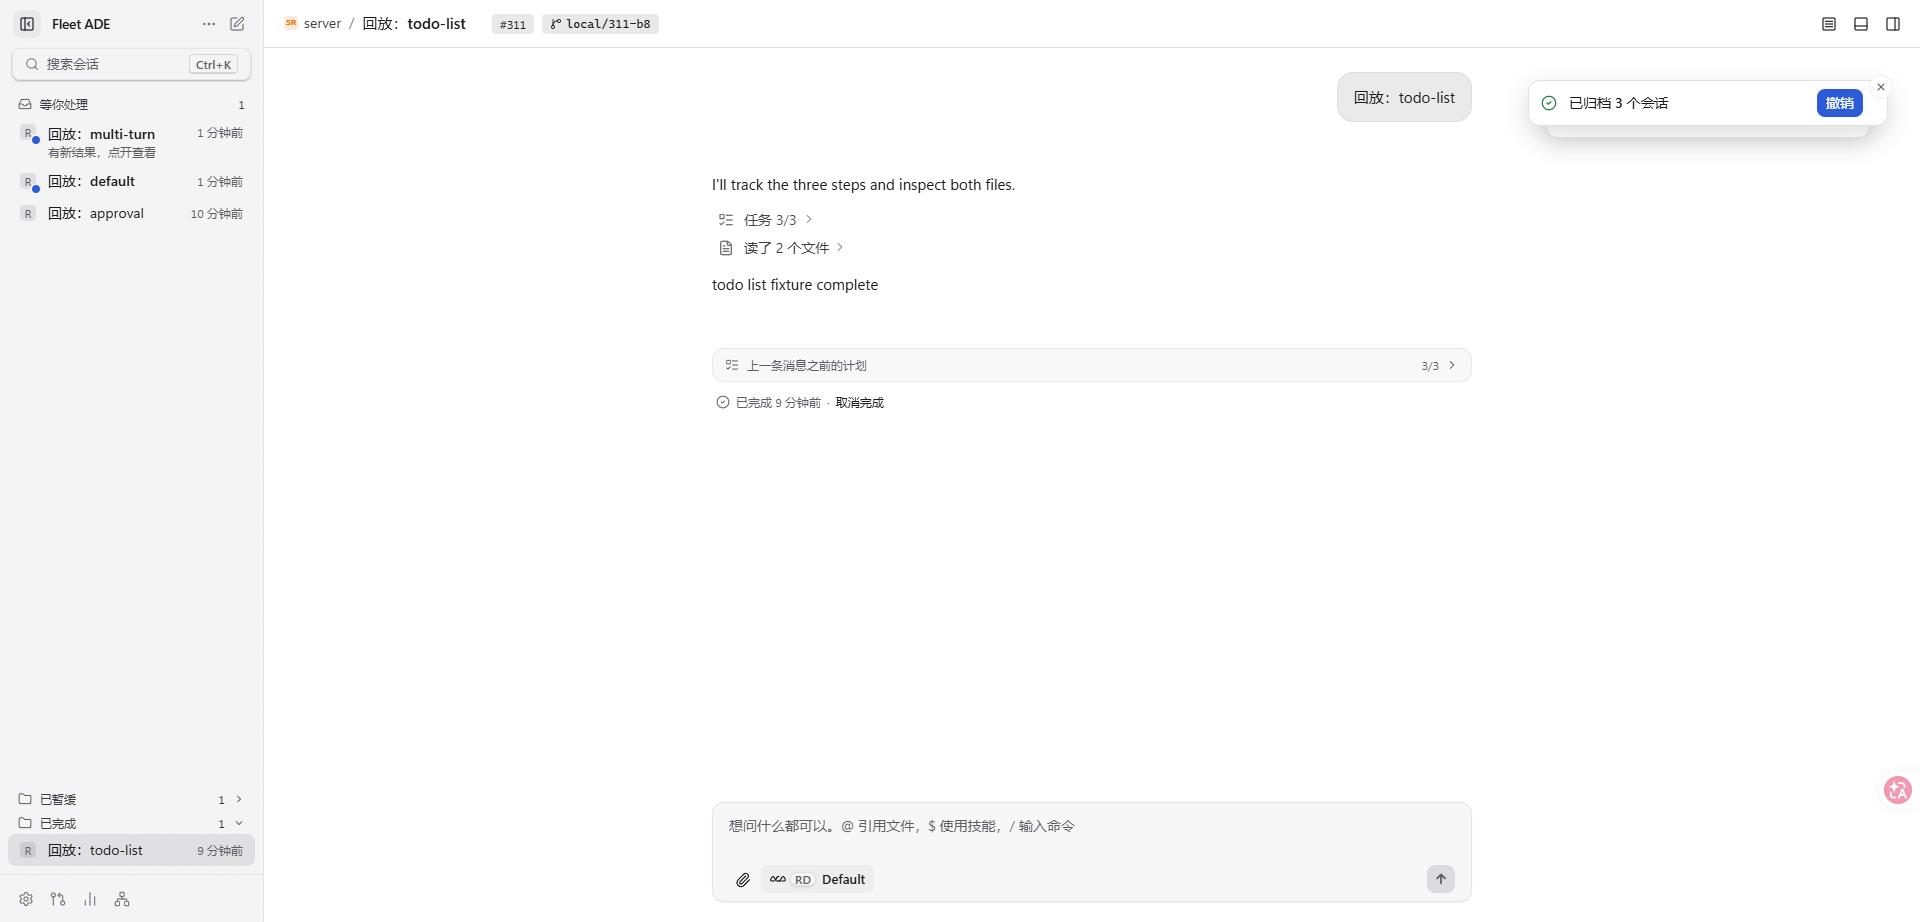 Fleet ADE
搜索会话 Ctrl+K
等你处理 1
R 回放：multi-turn 1 分钟前
有新结果，点开查看
R 回放：default 1 分钟前
R 回放：approval 10 分钟前
已暂缓 1
已完成 1
R 回放：todo-list 9 分钟前
SR server / 回放：todo-list #311 local/311-b8
回放：todo-list
已归档 3 个会话 撤销
I'll track the three steps and inspect both files.
任务 3/3
读了 2 个文件
todo list fixture complete
上一条消息之前的计划 3/3
已完成 9 分钟前 · 取消完成
想问什么都可以。@ 引用文件，$ 使用技能，/ 输入命令
RD Default